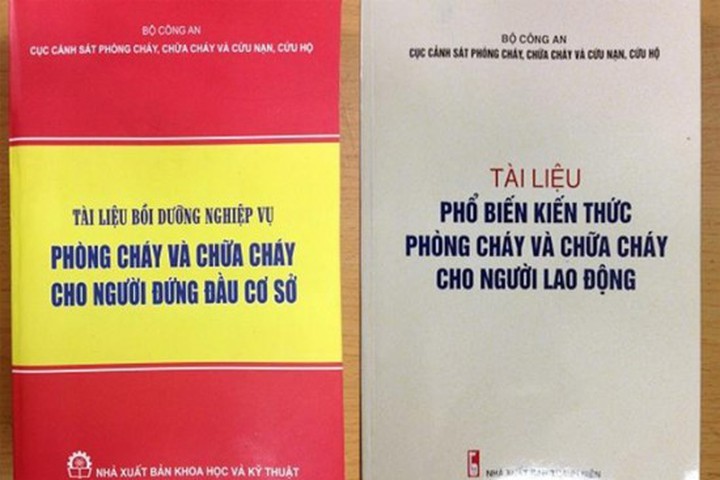 BỘ CÔNG AN
CỤC CẢNH SÁT PHÒNG CHÁY, CHỮA CHÁY VÀ CỨU NẠN, CỨU HỘ
TÀI LIỆU BỒI DƯỠNG NGHIỆP VỤ
PHÒNG CHÁY VÀ CHỮA CHÁY
CHO NGƯỜI ĐỨNG ĐẦU CƠ SỞ
NHÀ XUẤT BẢN KHOA HỌC VÀ KỸ THUẬT
BỘ CÔNG AN
CỤC CẢNH SÁT PHÒNG CHÁY, CHỮA CHÁY VÀ CỨU NẠN, CỨU HỘ
TÀI LIỆU
PHỔ BIẾN KIẾN THỨC
PHÒNG CHÁY VÀ CHỮA CHÁY
CHO NGƯỜI LAO ĐỘNG
NHÀ XUẤT BẢN